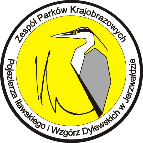 Zespół Parków Krajobrazowych
Pojezierza Iławskiego i Wzgórz Dylewskich w Jerzwałdzie